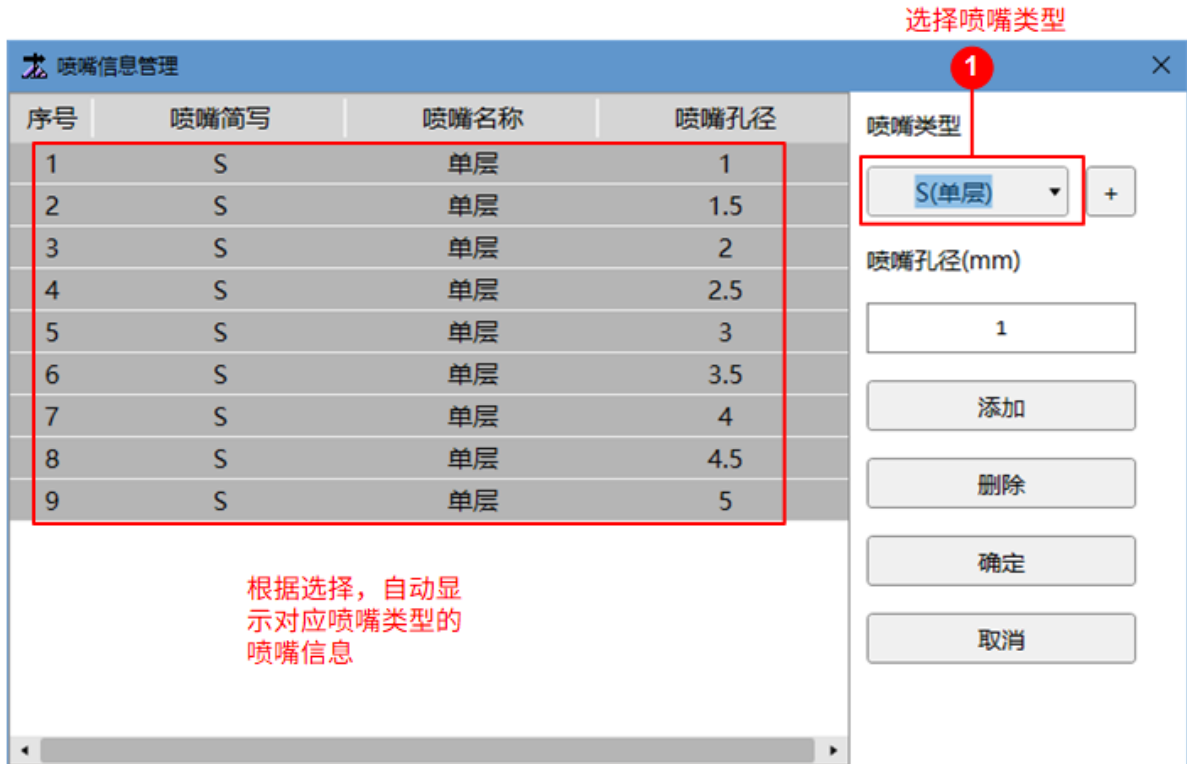 选择喷嘴类型
喷嘴信息管理
1
序号 喷嘴简写 喷嘴名称 喷嘴孔径
1 S 单层 1
2 S 单层 1.5
3 S 单层 2
4 S 单层 2.5
5 S 单层 3
6 S 单层 3.5
7 S 单层 4
8 S 单层 4.5
9 S 单层 5
根据选择，自动显
示对应喷嘴类型的
喷嘴信息
喷嘴类型
S(单层)
+
喷嘴孔径(mm)
1
添加
删除
确定
取消